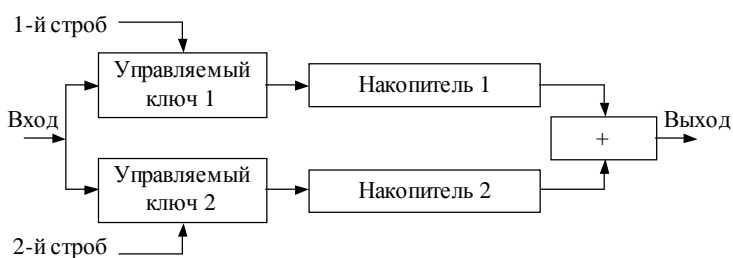 1-й строб
Управляемый
ключ 1
Накопитель 1
Вход
+
Выход
Управляемый
ключ 2
Накопитель 2
2-й строб